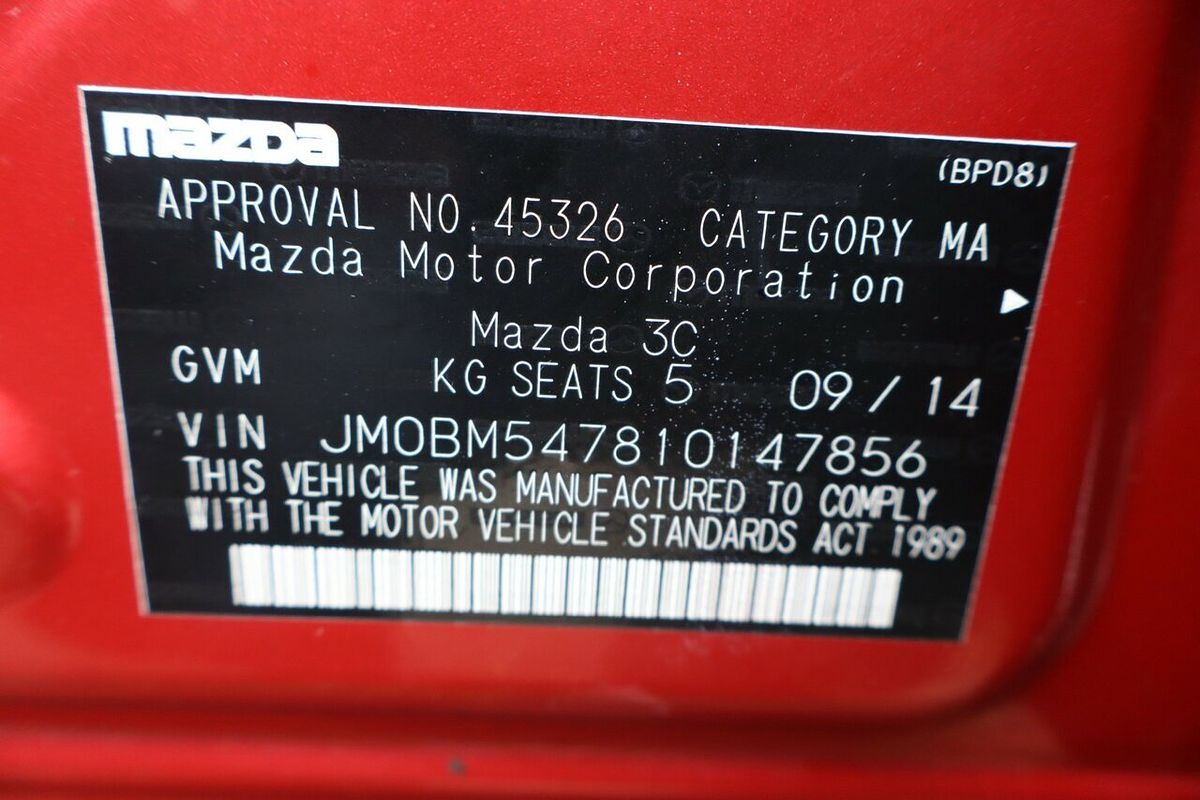 mazda
(BPD8)
APPROVAL NO. 45326 CATEGORY MA
Mazda Motor Corporation
Mazda 3C
GVM KG SEATS 5 09 / 14
VIN JM0BM547810147856
THIS VEHICLE WAS MANUFACTURED TO COMPLY
WITH THE MOTOR VEHICLE STANDARDS ACT 1989